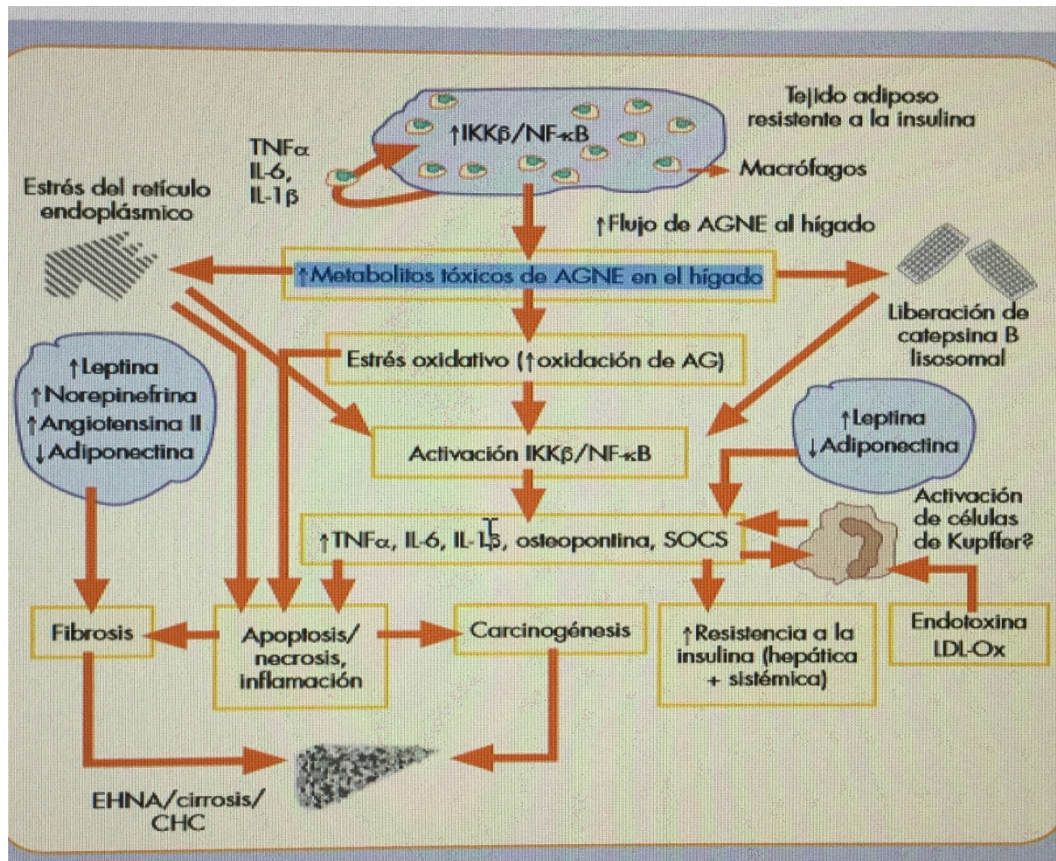 Tejido adiposo
resistente a la insulina
↑IKKβ/NF-κB
TNFα
IL-6,
IL-1β
Macrófagos
Estrés del retículo
endoplásmico
↑Flujo de AGNE al hígado
↑Metabolitos tóxicos de AGNE en el hígado
Liberación de
catepsina B
lisosomal
Estrés oxidativo (↑oxidación de AG)
↑Leptina
↑Norepinefrina
↑Angiotensina II
↓Adiponectina
↑Leptina
↓Adiponectina
Activación IKKβ/NF-κB
Activación
de células
de Kupffer?
↑TNFα, IL-6, IL-1β, osteopontina, SOCS
Fibrosis
Apoptosis/
necrosis,
inflamación
Carcinogénesis
↑Resistencia a la
insulina (hepática
+ sistémica)
Endotoxina
LDL-Ox
EHNA/cirrosis/
CHC